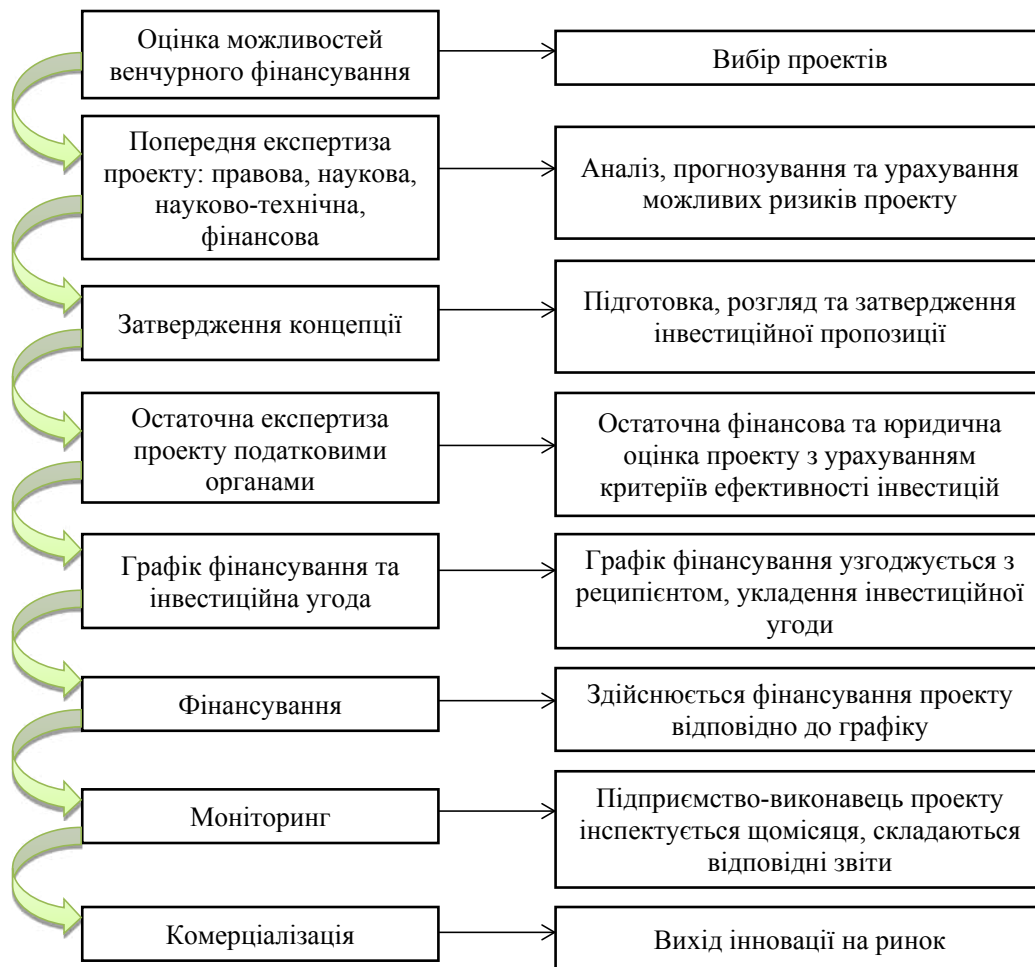 Оцінка можливостей
венчурного фінансування
Вибір проектів
Попередня експертиза
проекту: правова, наукова,
науково-технічна,
фінансова
Аналіз, прогнозування та урахування
можливих ризиків проекту
Затвердження концепції
Підготовка, розгляд та затвердження
інвестиційної пропозиції
Остаточна експертиза
проекту податковими
органами
Остаточна фінансова та юридична
оцінка проекту з урахуванням
критеріїв ефективності інвестицій
Графік фінансування та
інвестиційна угода
Графік фінансування узгоджується з
реципієнтом, укладення інвестиційної
угоди
Фінансування
Здійснюється фінансування проекту
відповідно до графіку
Моніторинг
Підприємство-виконавець проекту
інспектується щомісяця, складаються
відповідні звіти
Комерціалізація
Вихід інновації на ринок